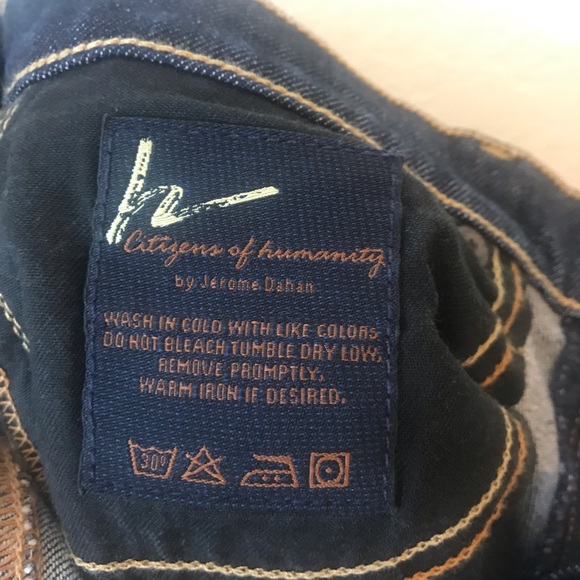 h
Citizens of humanity
by Jerome Dahan
WASH IN COLD WITH LIKE COLORS
DO NOT BLEACH TUMBLE DRY LOW,
REMOVE PROMPTLY,
WARM IRON IF DESIRED.
30°